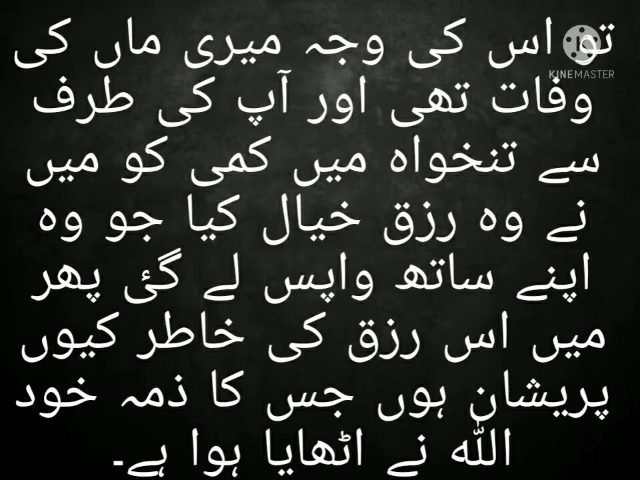 تو اس کی وجہ میری ماں کی
KINEMASTER
وفات تھی اور آپ کی طرف
سے تنخواہ میں کمی کو میں
نے وہ رزق خیال کیا جو وہ
اپنے ساتھ واپس لے گئ پھر
میں اس رزق کی خاطر کیوں
پریشان ہوں جس کا ذمہ خود
اللہ نے اٹھایا ہوا ہے۔